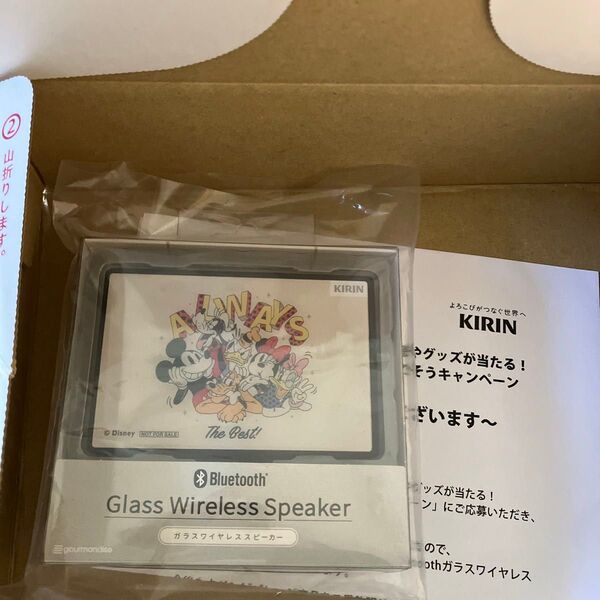 ② 山折りします。
ALWAYS
KIRIN
The Best!
© Disney NOT FOR SALE
Bluetooth®
Glass Wireless Speaker
ガラスワイヤレススピーカー
gourmandise
よろこびがつなぐ世界へ
KIRIN
グッズが当たる！
そうキャンペーン
ざいます～
グッズが当たる！
ーン」にご応募いただき、
ので、
oothガラスワイヤレス